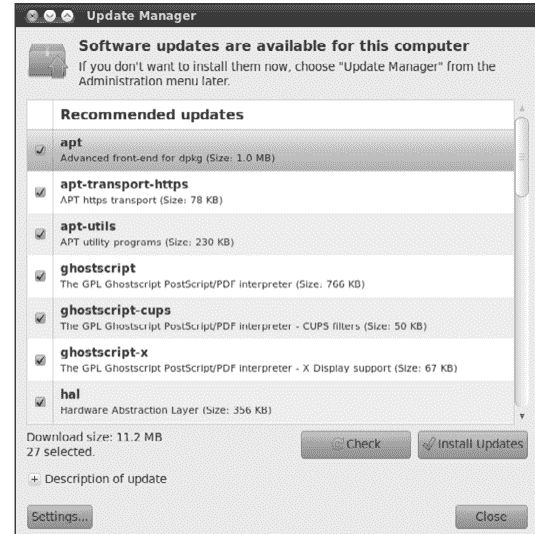 Update Manager
Software updates are available for this computer
If you don't want to install them now, choose "Update Manager" from the
Administration menu later.
Recommended updates
apt
Advanced front-end for dpkg (Size: 1.0 MB)
apt-transport-https
APT https transport (Size: 78 KB)
apt-utils
APT utility programs (Size: 230 KB)
ghostscript
The GPL Ghostscript PostScript/PDF interpreter (Size: 766 KB)
ghostscript-cups
The GPL Ghostscript PostScript/PDF interpreter - CUPS filters (Size: 50 KB)
ghostscript-x
The GPL Ghostscript PostScript/PDF interpreter - X Display support (Size: 67 KB)
hal
Hardware Abstraction Layer (Size: 356 KB)
Download size: 11.2 MB
27 selected.
Check
Install Updates
Description of update
Settings...
Close